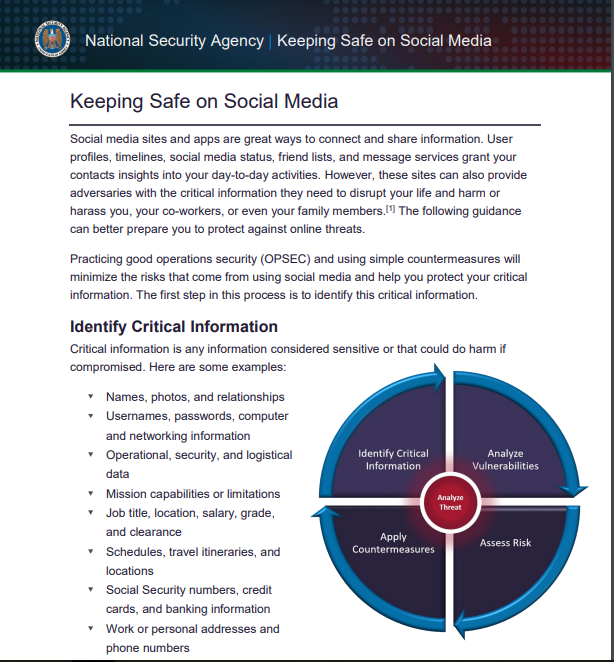 National Security Agency | Keeping Safe on Social Media
Keeping Safe on Social Media
Social media sites and apps are great ways to connect and share information. User
profiles, timelines, social media status, friend lists, and message services grant your
contacts insights into your day-to-day activities. However, these sites can also provide
adversaries with the critical information they need to disrupt your life and harm or
harass you, your co-workers, or even your family members.[1] The following guidance
can better prepare you to protect against online threats.
Practicing good operations security (OPSEC) and using simple countermeasures will
minimize the risks that come from using social media and help you protect your critical
information. The first step in this process is to identify this critical information.
Identify Critical Information
Critical information is any information considered sensitive or that could do harm if
compromised. Here are some examples:
Names, photos, and relationships
Usernames, passwords, computer
and networking information
Operational, security, and logistical
data
Mission capabilities or limitations
Job title, location, salary, grade,
and clearance
Schedules, travel itineraries, and
locations
Social Security numbers, credit
cards, and banking information
Work or personal addresses and
phone numbers
Identify Critical
Information
Analyze
Vulnerabilities
Analyze
Threat
Apply
Countermeasures
Assess Risk